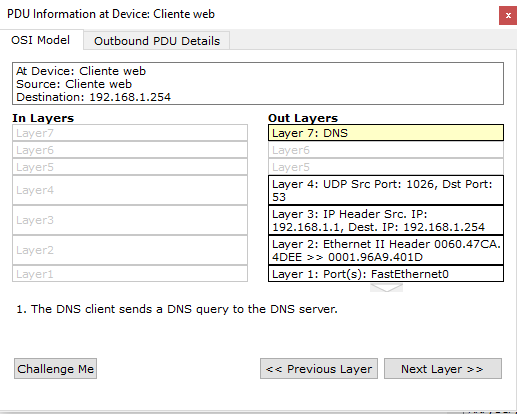 PDU Information at Device: Cliente web
x
OSI Model
Outbound PDU Details
At Device: Cliente web
Source: Cliente web
Destination: 192.168.1.254
In Layers
Layer7
Layer6
Layer5
Layer4
Layer3
Layer2
Layer1
Out Layers
Layer 7: DNS
Layer6
Layer5
Layer 4: UDP Src Port: 1026, Dst Port:
53
Layer 3: IP Header Src. IP:
192.168.1.1, Dest. IP: 192.168.1.254
Layer 2: Ethernet II Header 0060.47CA.
4DEE >> 0001.96A9.401D
Layer 1: Port(s): FastEthernet0
1. The DNS client sends a DNS query to the DNS server.
Challenge Me
<< Previous Layer
Next Layer >>